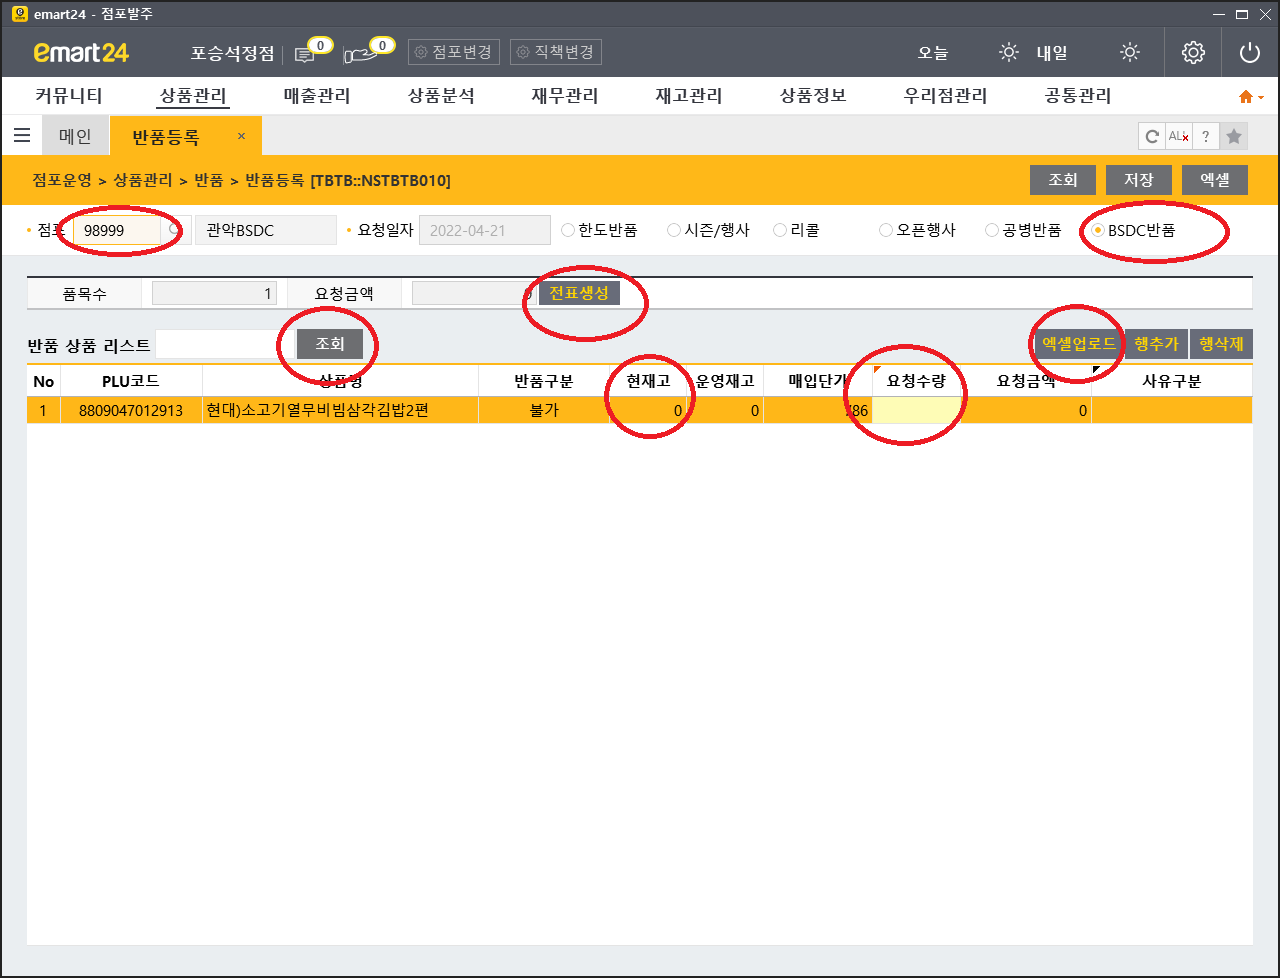 emart24 - 점포발주
emart24 포승석정점 0 0 점포변경 직책변경 오늘 내일
커뮤니티 상품관리 매출관리 상품분석 재무관리 재고관리 상품정보 우리점관리 공통관리
메인 반품등록 × ALL ?
점포운영 > 상품관리 > 반품 > 반품등록 [TBTB::NSTBTB010] 조회 저장 엑셀
점포 98999 관악BSDC 요청일자 2022-04-21 한도반품 시즌/행사 리콜 오픈행사 공병반품 BSDC반품
품목수 1 요청금액 0 전표생성
반품 상품 리스트 조회 엑셀업로드 행추가 행삭제
No PLU코드 상품명 반품구분 현재고 운영재고 매입단가 요청수량 요청금액 사유구분
1 8809047012913 현대)소고기열무비빔삼각김밥2편 불가 0 0 786 0